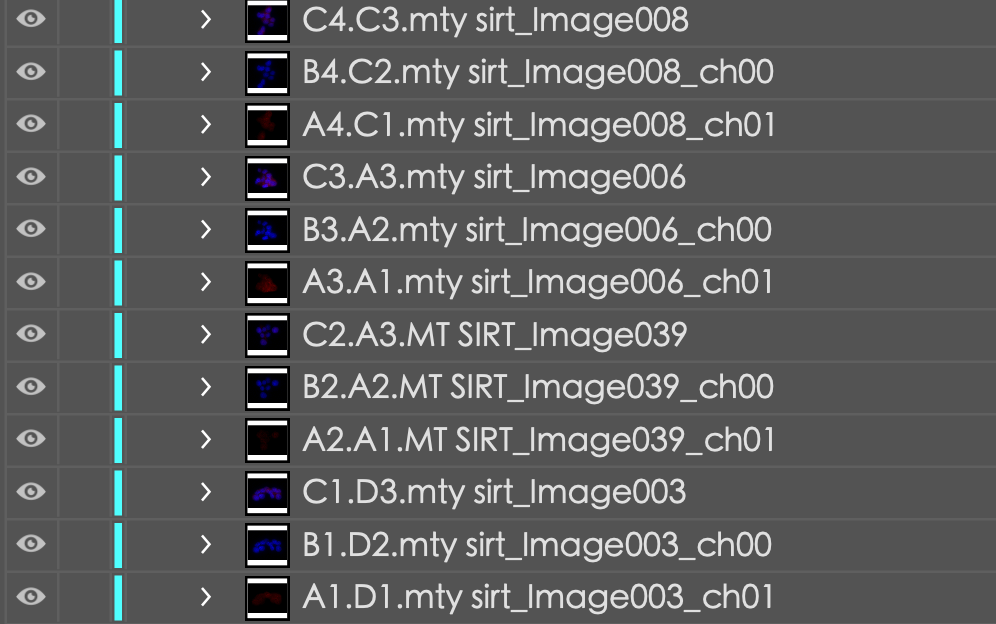 C4.C3.mty sirt_Image008
B4.C2.mty sirt_Image008_ch00
A4.C1.mty sirt_Image008_ch01
C3.A3.mty sirt_Image006
B3.A2.mty sirt_Image006_ch00
A3.A1.mty sirt_Image006_ch01
C2.A3.MT SIRT_Image039
B2.A2.MT SIRT_Image039_ch00
A2.A1.MT SIRT_Image039_ch01
C1.D3.mty sirt_Image003
B1.D2.mty sirt_Image003_ch00
A1.D1.mty sirt_Image003_ch01